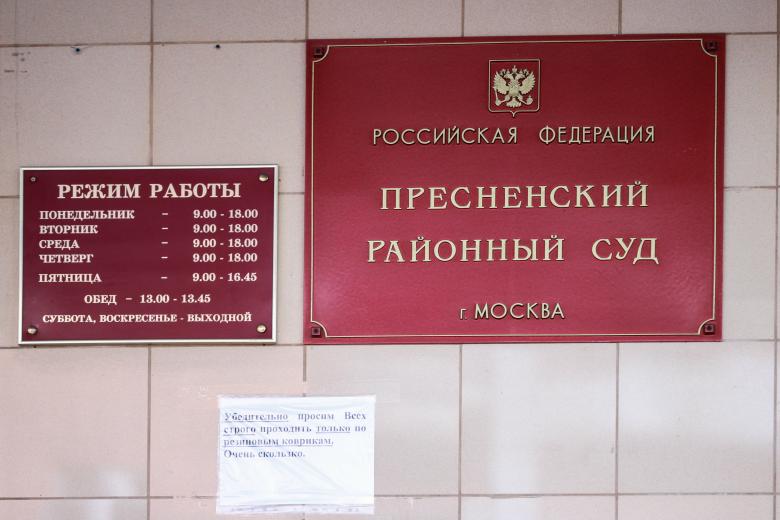 РЕЖИМ РАБОТЫ
ПОНЕДЕЛЬНИК - 9.00 - 18.00
ВТОРНИК - 9.00 - 18.00
СРЕДА - 9.00 - 18.00
ЧЕТВЕРГ - 9.00 - 18.00
ПЯТНИЦА - 9.00 - 16.45
ОБЕД - 13.00 - 13.45
СУББОТА, ВОСКРЕСЕНЬЕ - ВЫХОДНОЙ
РОССИЙСКАЯ ФЕДЕРАЦИЯ
ПРЕСНЕНСКИЙ
РАЙОННЫЙ СУД
г. МОСКВА
Убедительно просим Всех
строго проходить только по
резиновым коврикам.
Очень скользко.